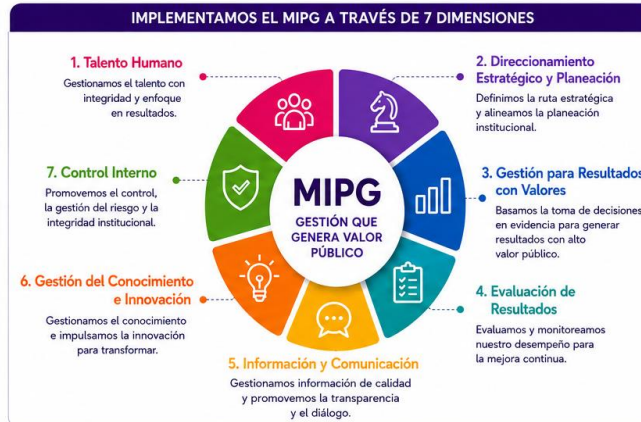 IMPLEMENTAMOS EL MIPG A TRAVÉS DE 7 DIMENSIONES
1. Talento Humano
Gestionamos el talento con
integridad y enfoque
en resultados.
2. Direccionamiento
Estratégico y Planeación
Definimos la ruta estratégica
y alineamos la planeación
institucional.
3. Gestión para Resultados
con Valores
Basamos la toma de decisiones
en evidencia para generar
resultados con alto
valor público.
4. Evaluación de
Resultados
Evaluamos y monitoreamos
nuestro desempeño para
la mejora continua.
5. Información y Comunicación
Gestionamos información de calidad
y promovemos la transparencia
y el diálogo.
6. Gestión del Conocimiento
e Innovación
Gestionamos el conocimiento
e impulsamos la innovación
para transformar.
7. Control Interno
Promovemos el control,
la gestión del riesgo y la
integridad institucional.
MIPG
GESTIÓN QUE
GENERA VALOR
PÚBLICO